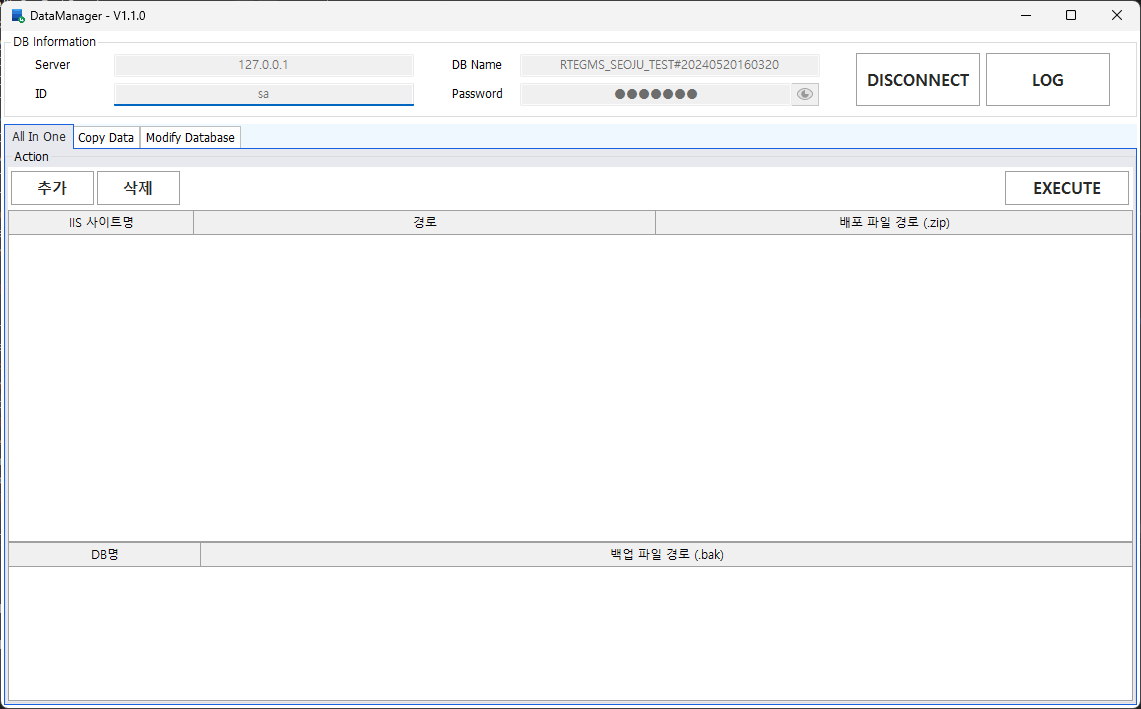 DataManager - V1.1.0
DB Information
Server 127.0.0.1 DB Name RTEGMS_SEOJU_TEST#20240520160320
ID sa Password ●●●●●●●
DISCONNECT LOG
All In One Copy Data Modify Database
Action
추가 삭제 EXECUTE
IIS 사이트명 경로 배포 파일 경로 (.zip)
DB명 백업 파일 경로 (.bak)